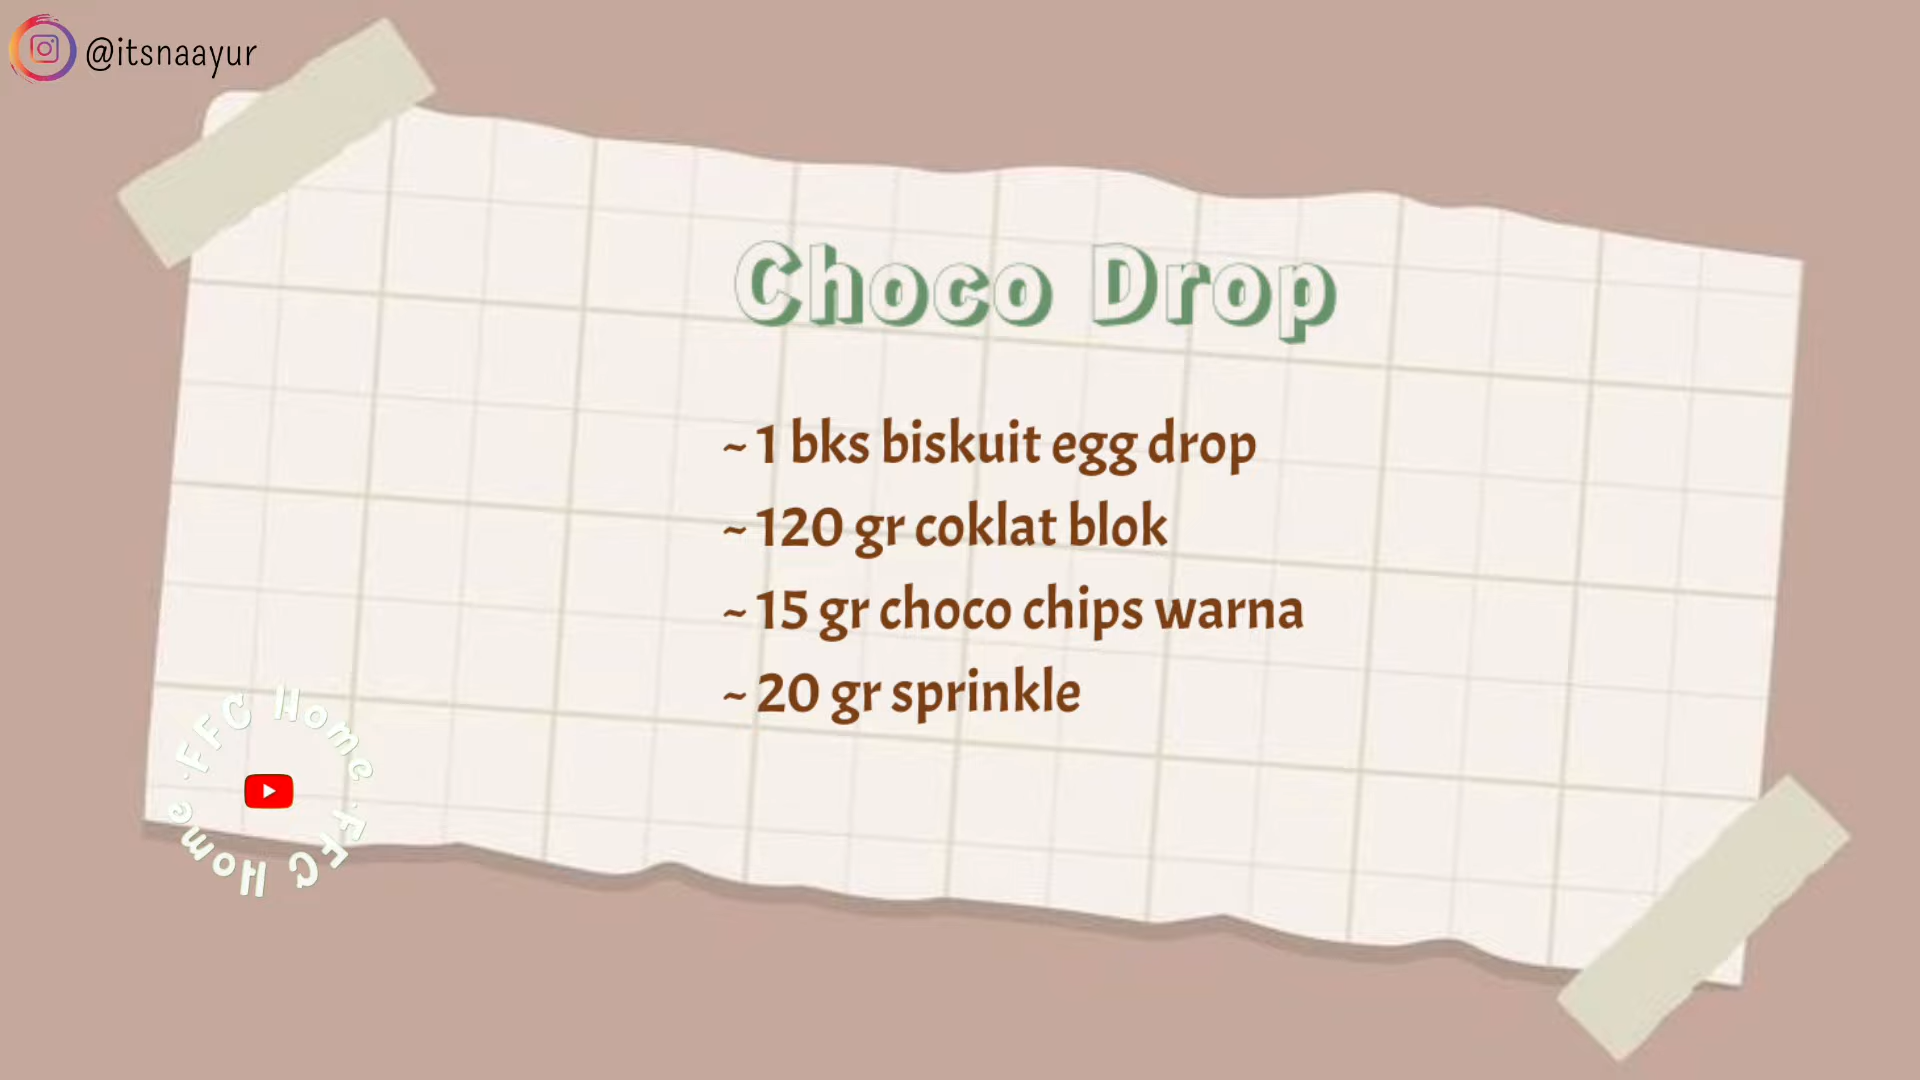 @itsnaayur
Choco Drop
~ 1 bks biskuit egg drop
~ 120 gr coklat blok
~ 15 gr choco chips warna
~ 20 gr sprinkle
·FFC Home ·FFC Home